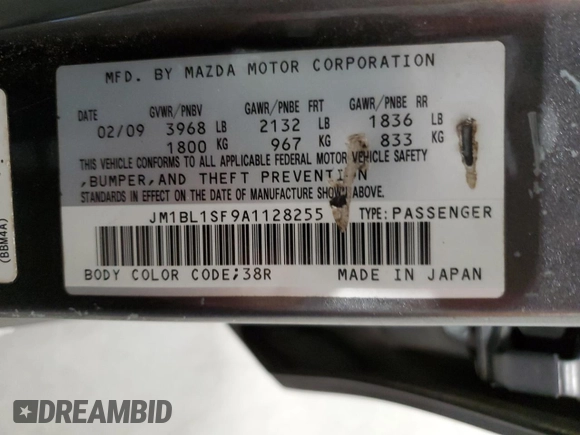 MFD. BY MAZDA MOTOR CORPORATION
DATE GVWR/PNBV GAWR/PNBE FRT GAWR/PNBE RR
02/09 3968 LB 2132 LB 1836 LB
1800 KG 967 KG 833 KG
THIS VEHICLE CONFORMS TO ALL APPLICABLE FEDERAL MOTOR VEHICLE SAFETY
,BUMPER,AND THEFT PREVENTION
STANDARDS IN EFFECT ON THE DATE OF MANUFACTURE SHOWN ABOVE.
JM1BL1SF9A1128255 TYPE:PASSENGER
BODY COLOR CODE;38R MADE IN JAPAN
(BBM4A)
DREAMBID